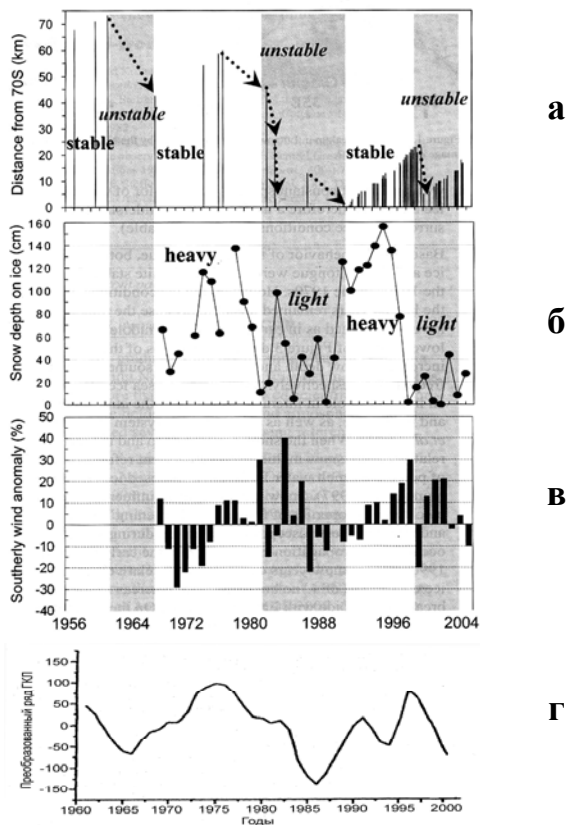 Distance from 70S (km)
70
60
50
40
30
20
10
0
unstable
unstable
unstable
stable
stable
stable
а
Snow depth on ice (cm)
160
140
120
100
80
60
40
20
0
heavy
light
heavy
light
б
Southerly wind anomaly (%)
50
40
30
20
10
0
-10
-20
-30
-40
1956 1964 1972 1980 1988 1996 2004
в
Преобразованный ряд ГКЛ
150
100
50
0
-50
-100
-150
1960 1965 1970 1975 1980 1985 1990 1995 2000
Годы
г